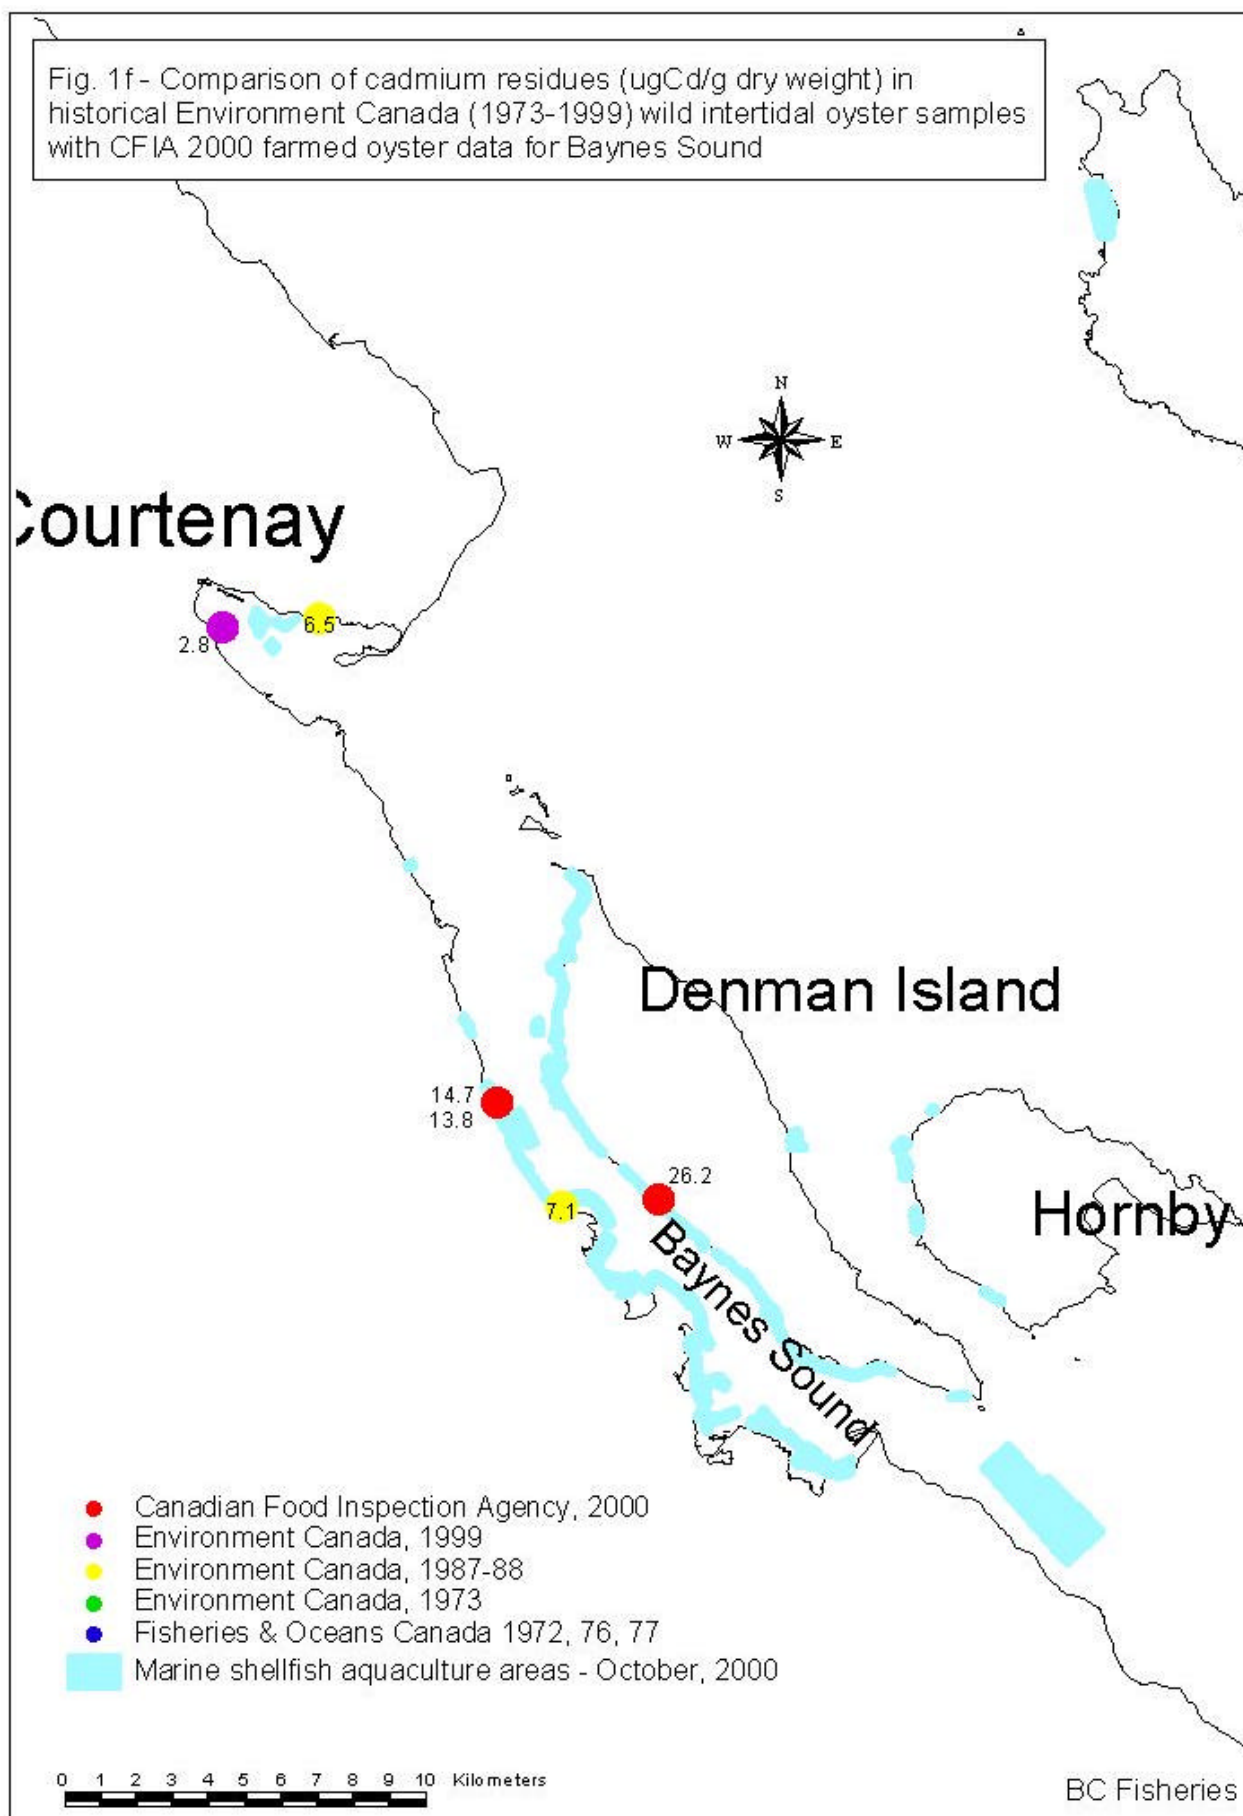 Fig. 1f - Comparison of cadmium residues (ugCd/g dry weight) in
historical Environment Canada (1973-1999) wild intertidal oyster samples
with CFIA 2000 farmed oyster data for Baynes Sound
N
W E
S
Courtenay
6.5
2.8
Denman Island
14.7
13.8
26.2
7.1
Hornby
Baynes Sound
Canadian Food Inspection Agency, 2000
Environment Canada, 1999
Environment Canada, 1987-88
Environment Canada, 1973
Fisheries & Oceans Canada 1972, 76, 77
Marine shellfish aquaculture areas - October, 2000
0 1 2 3 4 5 6 7 8 9 10 Kilometers
BC Fisheries